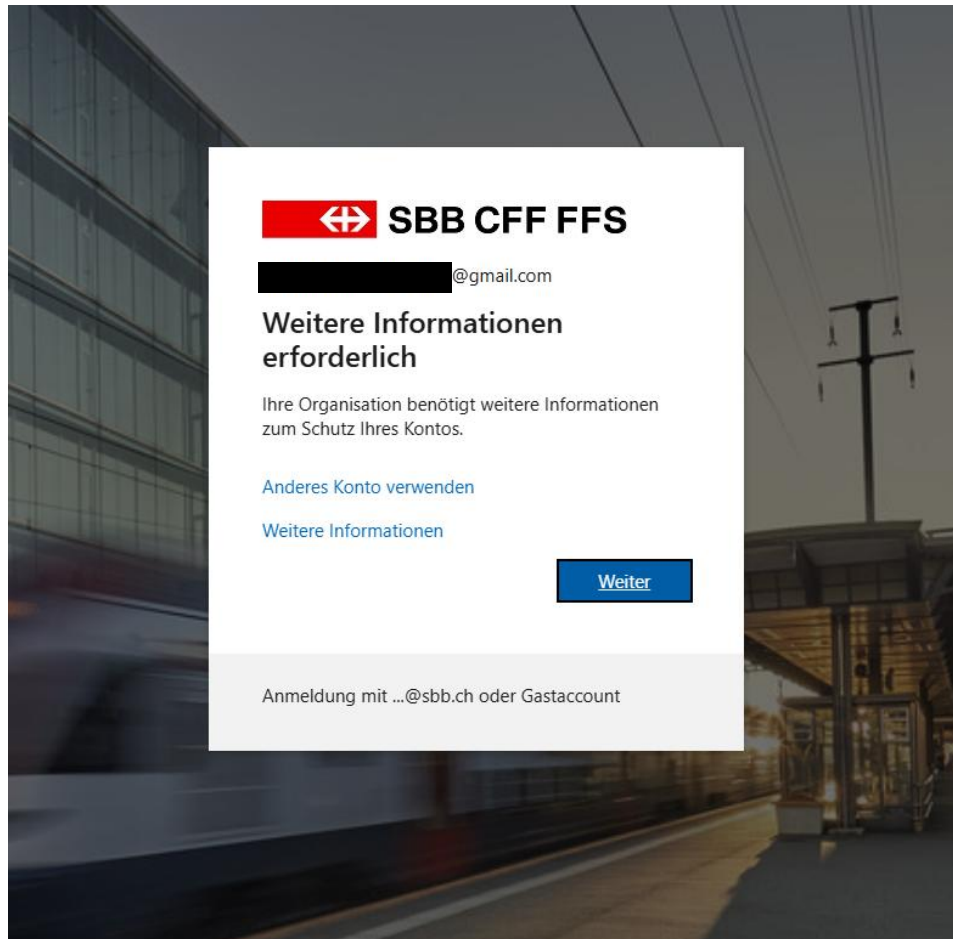 SBB CFF FFS
@gmail.com
Weitere Informationen
erforderlich
Ihre Organisation benötigt weitere Informationen
zum Schutz Ihres Kontos.
Anderes Konto verwenden
Weitere Informationen
Weiter
Anmeldung mit ...@sbb.ch oder Gastaccount